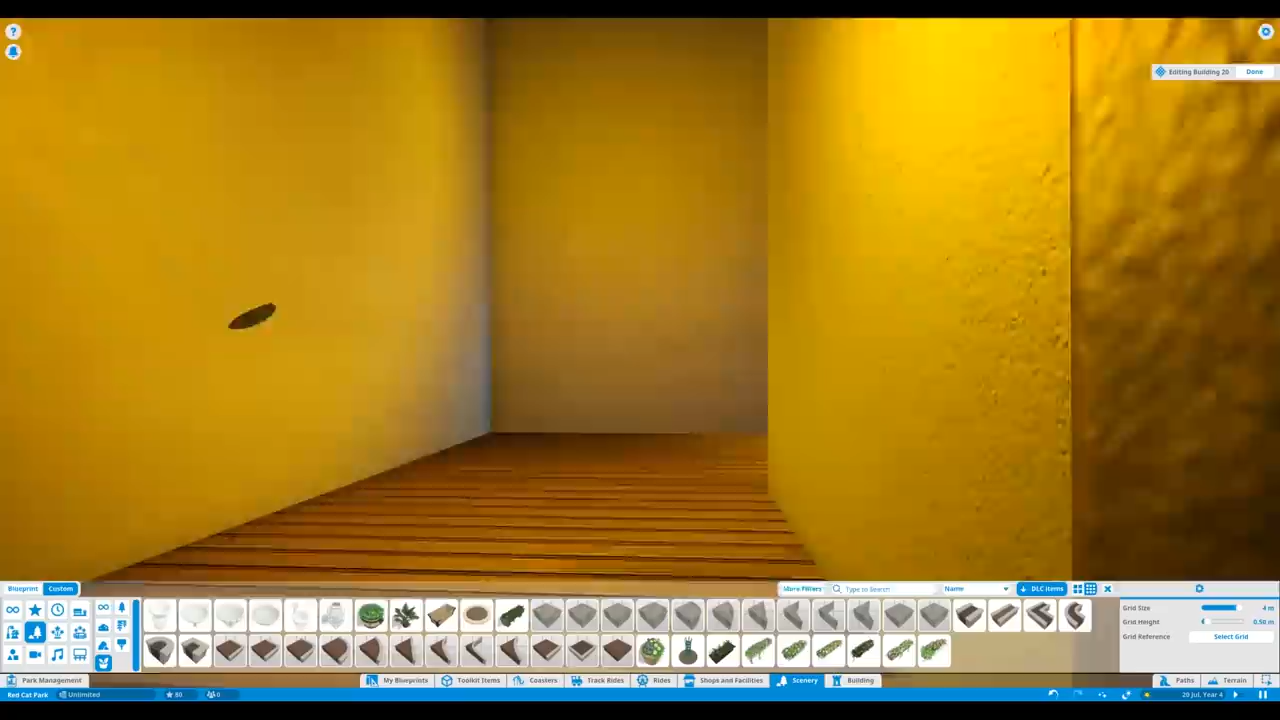 ?
Editing Building 20 Done
Blueprint Custom
More Filters Type to Search Name DLC Items
Grid Size 4 m
Grid Height 0.50 m
Grid Reference Select Grid
Park Management My Blueprints Toolkit Items Coasters Track Rides Rides Shops and Facilities Scenery Building Paths Terrain
Red Cat Park Unlimited 80 0 20 Jul, Year 4